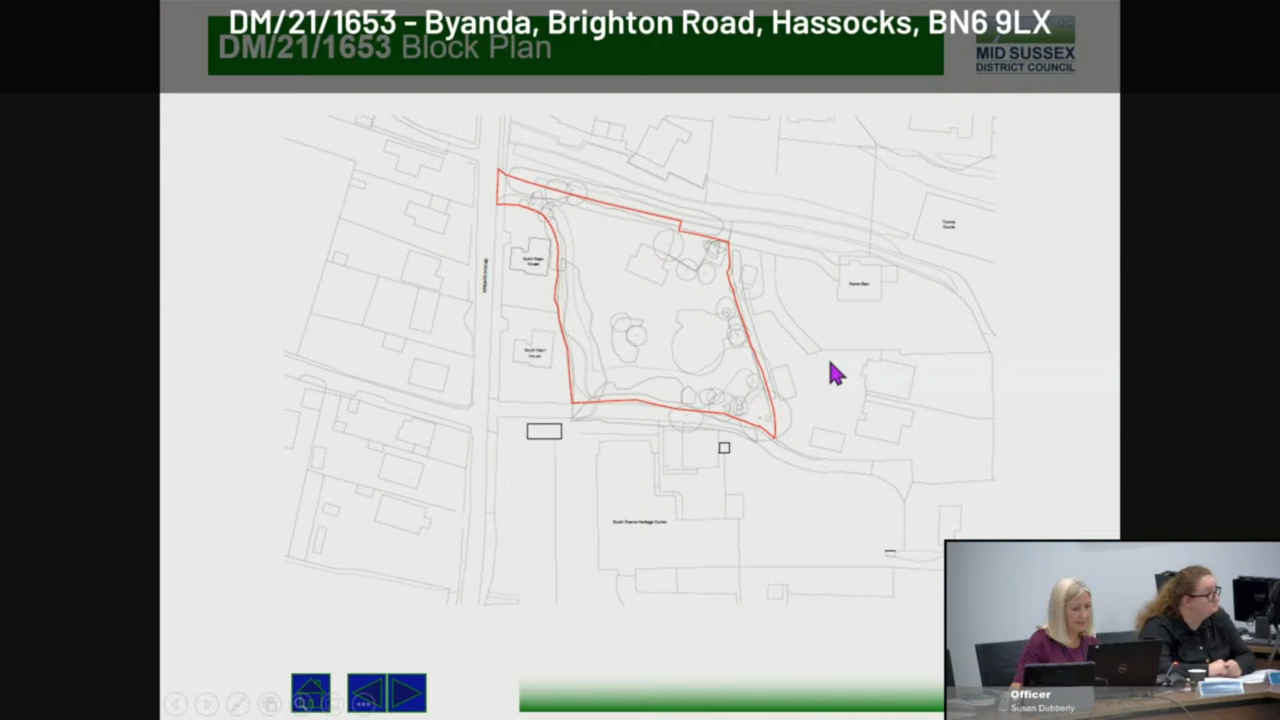 DM/21/1653 - Byanda, Brighton Road, Hassocks, BN6 9LX
DM/21/1653 Block Plan
MID SUSSEX
DISTRICT COUNCIL
Officer
Susan Dubberly